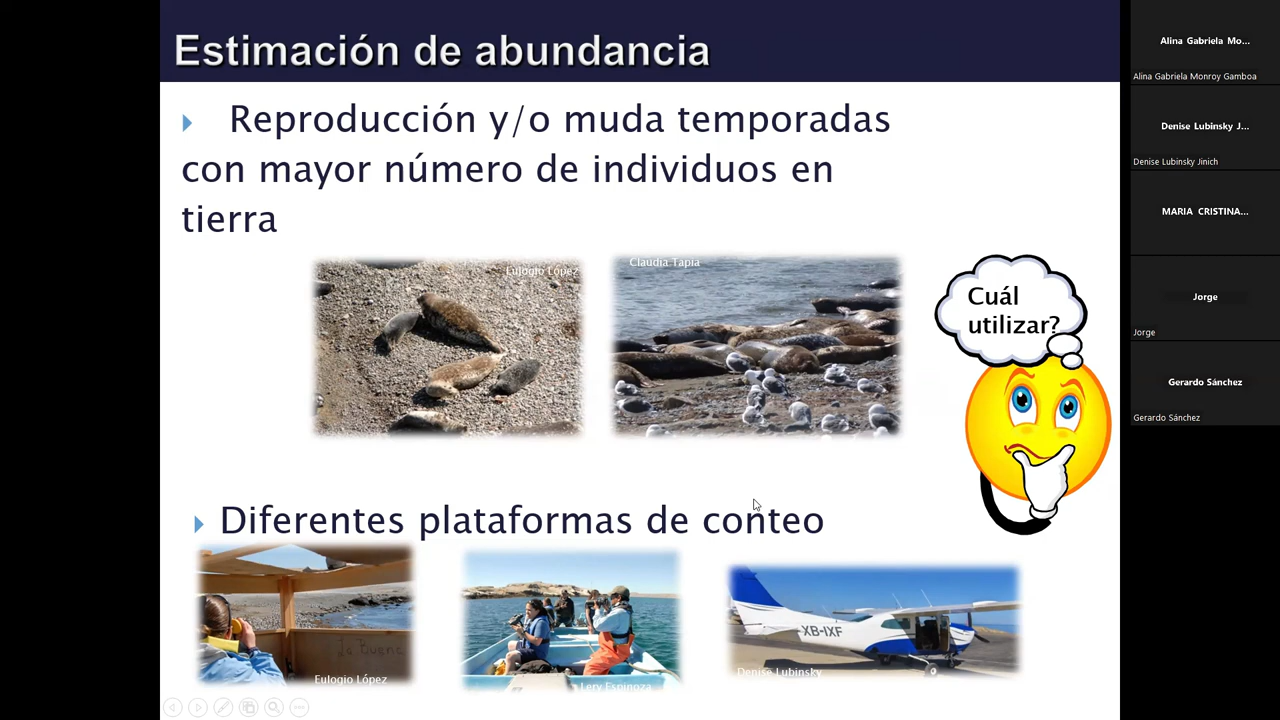 Estimación de abundancia
Reproducción y/o muda temporadas
con mayor número de individuos en
tierra
Eulogio López
Claudia Tapia
Cuál
utilizar?
Diferentes plataformas de conteo
Eulogio López
Lery Espinoza
XB-IXF
Denise Lubinsky
Alina Gabriela Mo...
Alina Gabriela Monroy Gamboa
Denise Lubinsky J...
Denise Lubinsky Jinich
MARIA CRISTINA...
Jorge
Jorge
Gerardo Sánchez
Gerardo Sánchez